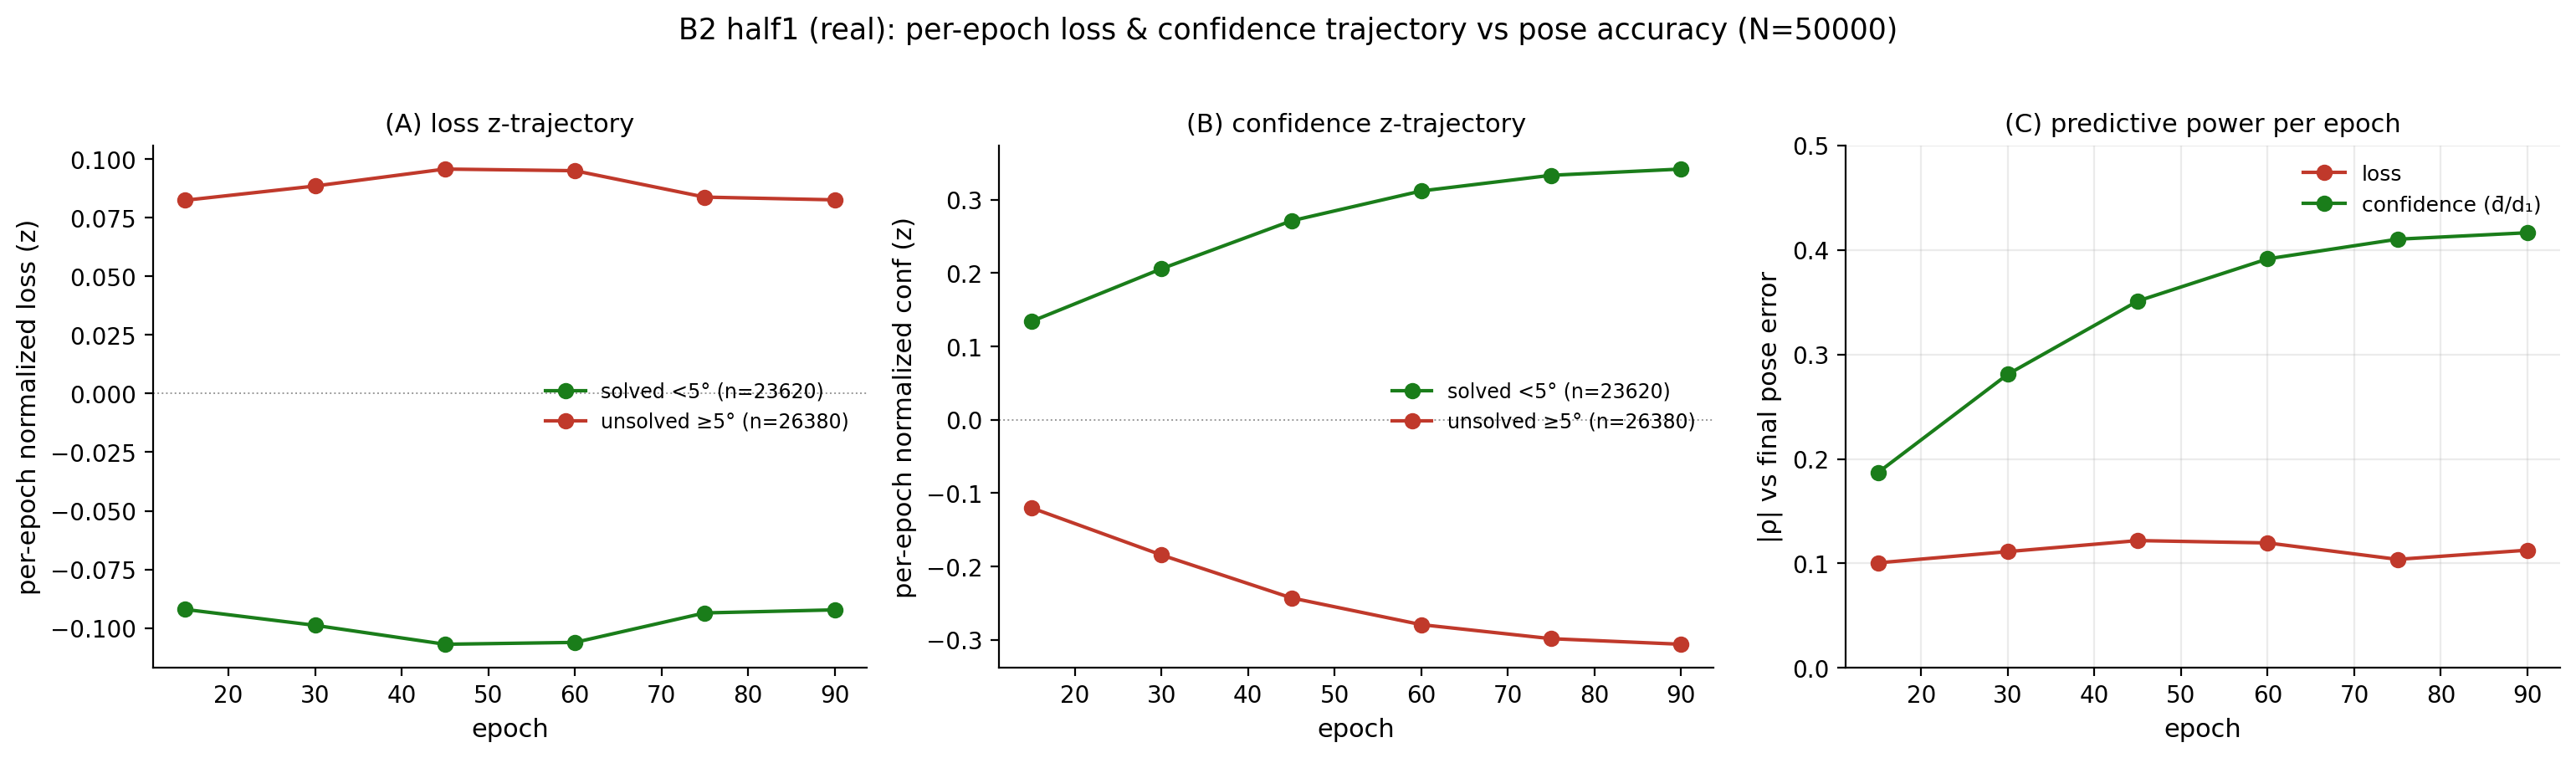 B2 half1 (real): per-epoch loss & confidence trajectory vs pose accuracy (N=50000)
(A) loss z-trajectory
per-epoch normalized loss (z)
0.100
0.075
0.050
0.025
0.000
−0.025
−0.050
−0.075
−0.100
solved <5° (n=23620)
unsolved ≥5° (n=26380)
20 30 40 50 60 70 80 90
epoch
(B) confidence z-trajectory
per-epoch normalized conf (z)
0.3
0.2
0.1
0.0
−0.1
−0.2
−0.3
solved <5° (n=23620)
unsolved ≥5° (n=26380)
20 30 40 50 60 70 80 90
epoch
(C) predictive power per epoch
|ρ| vs final pose error
0.5
0.4
0.3
0.2
0.1
0.0
loss
confidence (d̄/d₁)
20 30 40 50 60 70 80 90
epoch